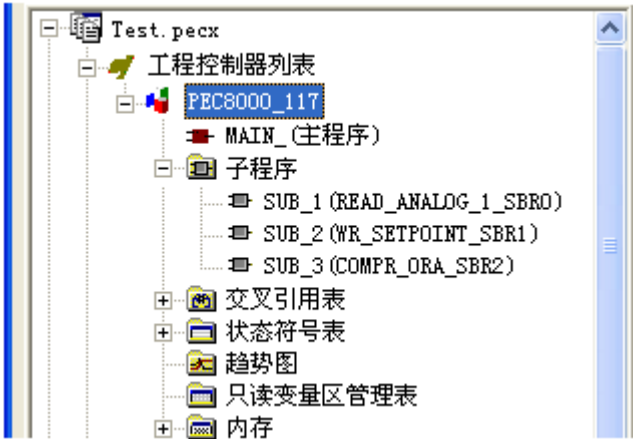 Test.pecx
工程控制器列表
PEC8000_117
MAIN_(主程序)
子程序
SUB_1(READ_ANALOG_1_SBR0)
SUB_2(WR_SETPOINT_SBR1)
SUB_3(COMPR_ORA_SBR2)
交叉引用表
状态符号表
趋势图
只读变量区管理表
内存